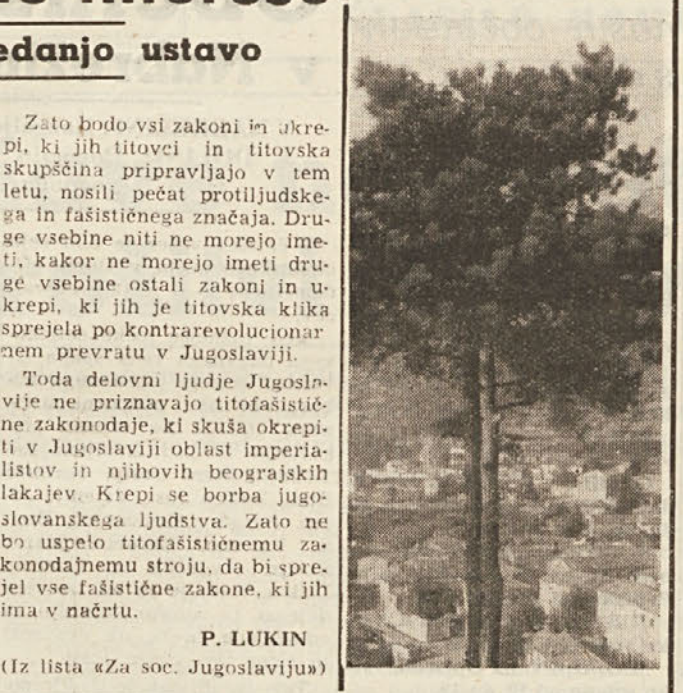 edanjo ustavo
Zato bodo vsi zakoni in ukre-
pi, ki jih titovci in titovska
skupščina pripravljajo v tem
letu, nosili pečat protiljudske-
ga in fašističnega značaja. Dru-
ge vsebine niti ne morejo ime-
ti, kakor ne morejo imeti dru-
ge vsebine ostali zakoni in u-
krepi, ki jih je titovska klika
sprejela po kontrarevolucionar
nem prevratu v Jugoslaviji.
Toda delovni ljudje Jugosla-
vije ne priznavajo titofašistič-
ne zakonodaje, ki skuša okrepi-
ti v Jugoslaviji oblast imperia-
listov in njihovih beograjskih
lakajev. Krepi se borba jugo-
slovanskega ljudstva. Zato ne
bo uspelo titofašističnemu za-
konodajnemu stroju, da bi spre-
jel vse fašistične zakone, ki jih
ima v načrtu.
P. LUKIN
(Iz lista «Za soc. Jugoslaviju»)